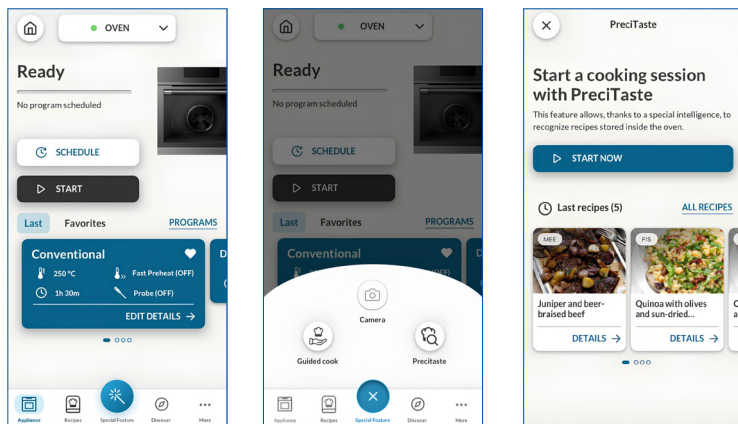 OVEN
Ready
No program scheduled
SCHEDULE
START
Last Favorites PROGRAMS
Conventional D
250 °C Fast Preheat (OFF)
1h 30m Probe (OFF)
EDIT DETAILS →
Appliance Recipes Special Feature Discover More
OVEN
Ready
No program scheduled
SCHEDULE
START
Last Favorites PROGRAMS
Conventional D
250 °C (OFF)
Camera
Guided cook Precitaste
Appliance Recipes Special Feature Discover More
PreciTaste
Start a cooking session
with PreciTaste
This feature allows, thanks to a special intelligence, to
recognize recipes stored inside the oven.
START NOW
Last recipes (5) ALL RECIPES
MEE FIS
Juniper and beer-
braised beef
Quinoa with olives
and sun-dried...
DETAILS → DETAILS →